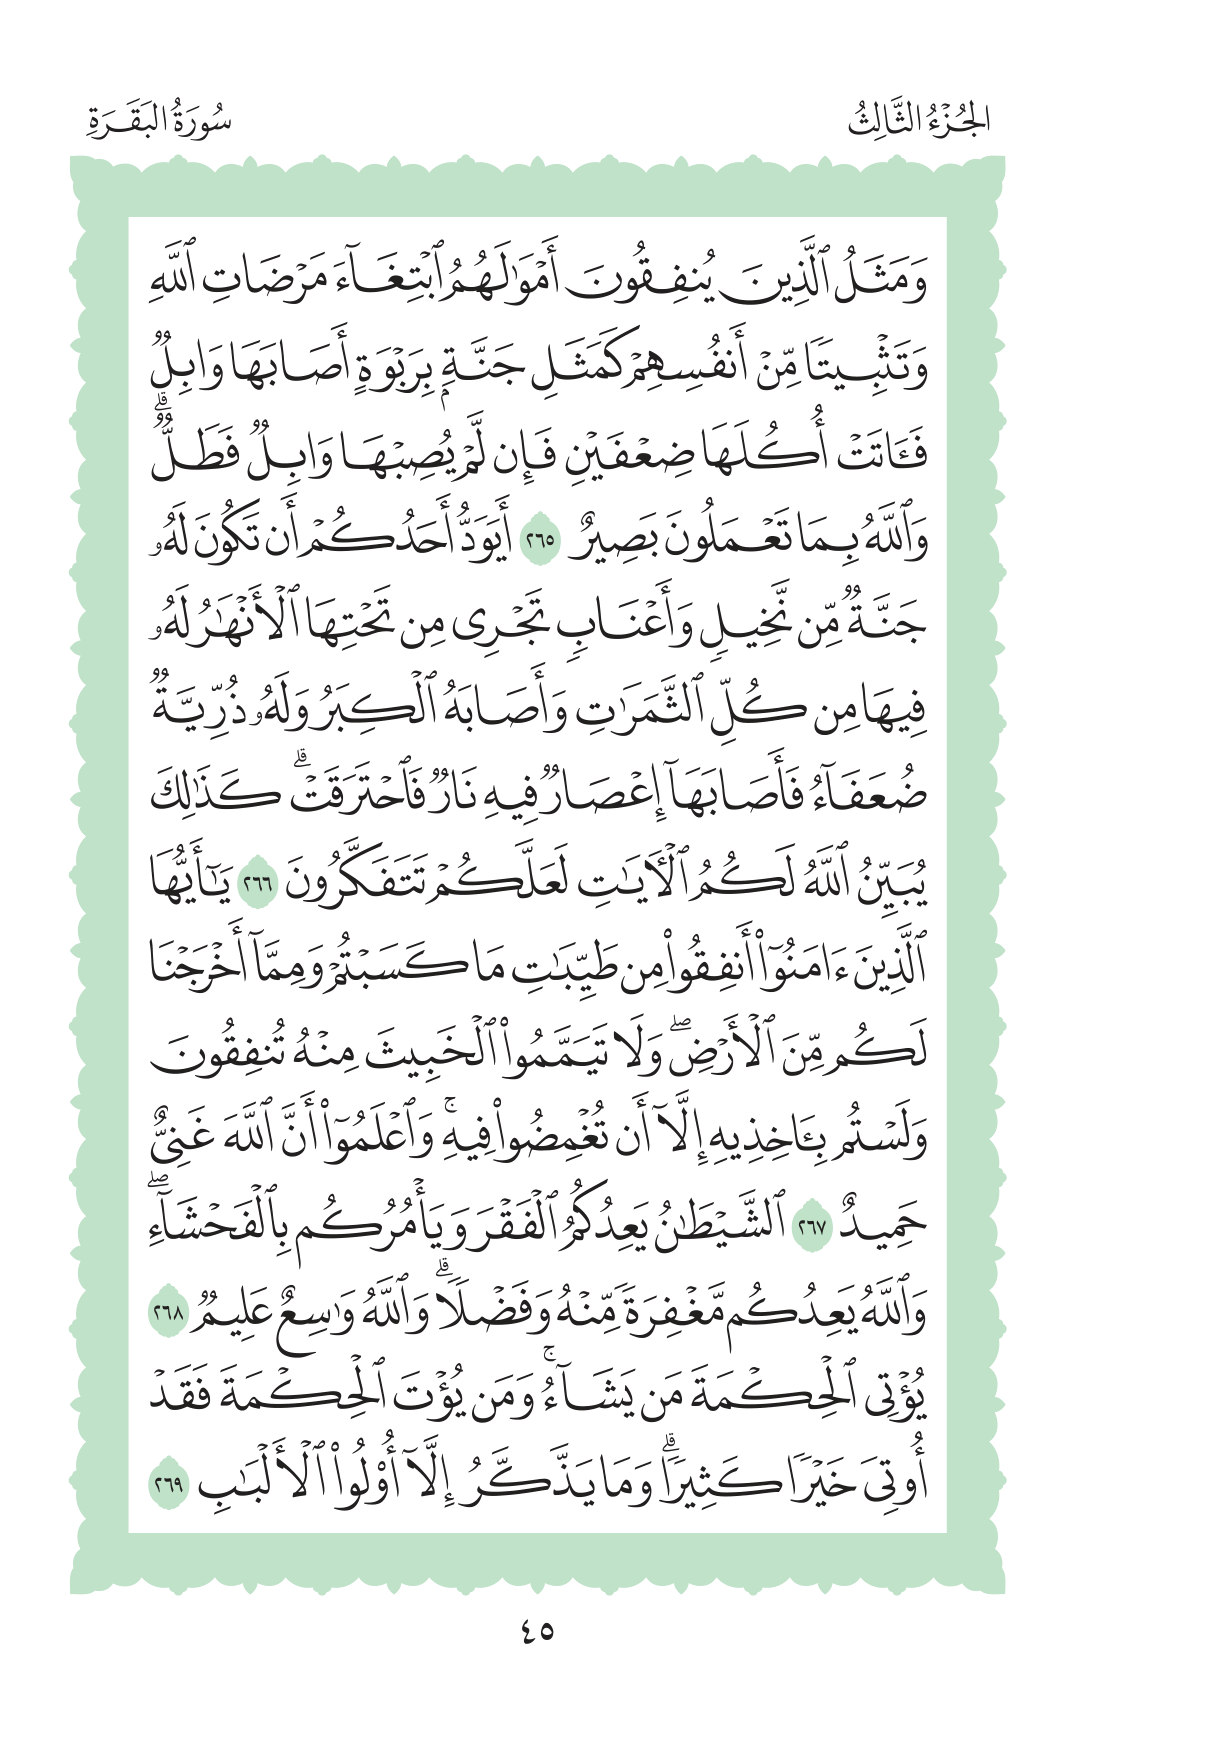 الجُزْءُ الثَّالِثُ
سُورَةُ البَقَرَةِ
وَمَثَلُ ٱلَّذِينَ يُنفِقُونَ أَمْوَٰلَهُمُ ٱبْتِغَآءَ مَرْضَاتِ ٱللَّهِ
وَتَثْبِيتًا مِّنْ أَنفُسِهِمْ كَمَثَلِ جَنَّةٍۭ بِرَبْوَةٍ أَصَابَهَا وَابِلٌ
فَـَٔاتَتْ أُكُلَهَا ضِعْفَيْنِ فَإِن لَّمْ يُصِبْهَا وَابِلٌ فَطَلٌّ ۗ
وَٱللَّهُ بِمَا تَعْمَلُونَ بَصِيرٌ ٢٦٥ أَيَوَدُّ أَحَدُكُمْ أَن تَكُونَ لَهُۥ
جَنَّةٌ مِّن نَّخِيلٍ وَأَعْنَابٍ تَجْرِى مِن تَحْتِهَا ٱلْأَنْهَٰرُ لَهُۥ
فِيهَا مِن كُلِّ ٱلثَّمَرَٰتِ وَأَصَابَهُ ٱلْكِبَرُ وَلَهُۥ ذُرِّيَّةٌ
ضُعَفَآءُ فَأَصَابَهَآ إِعْصَارٌ فِيهِ نَارٌ فَٱحْتَرَقَتْ ۗ كَذَٰلِكَ
يُبَيِّنُ ٱللَّهُ لَكُمُ ٱلْـَٔايَٰتِ لَعَلَّكُمْ تَتَفَكَّرُونَ ٢٦٦ يَٰٓأَيُّهَا
ٱلَّذِينَ ءَامَنُوٓا۟ أَنفِقُوا۟ مِن طَيِّبَٰتِ مَا كَسَبْتُمْ وَمِمَّآ أَخْرَجْنَا
لَكُم مِّنَ ٱلْأَرْضِ ۖ وَلَا تَيَمَّمُوا۟ ٱلْخَبِيثَ مِنْهُ تُنفِقُونَ
وَلَسْتُم بِـَٔاخِذِيهِ إِلَّآ أَن تُغْمِضُوا۟ فِيهِ ۚ وَٱعْلَمُوٓا۟ أَنَّ ٱللَّهَ غَنِىٌّ
حَمِيدٌ ٢٦٧ ٱلشَّيْطَٰنُ يَعِدُكُمُ ٱلْفَقْرَ وَيَأْمُرُكُم بِٱلْفَحْشَآءِ ۖ
وَٱللَّهُ يَعِدُكُم مَّغْفِرَةً مِّنْهُ وَفَضْلًا ۗ وَٱللَّهُ وَٰسِعٌ عَلِيمٌ ٢٦٨
يُؤْتِى ٱلْحِكْمَةَ مَن يَشَآءُ ۚ وَمَن يُؤْتَ ٱلْحِكْمَةَ فَقَدْ
أُوتِىَ خَيْرًا كَثِيرًا ۗ وَمَا يَذَّكَّرُ إِلَّآ أُو۟لُوا۟ ٱلْأَلْبَٰبِ ٢٦٩
٤٥